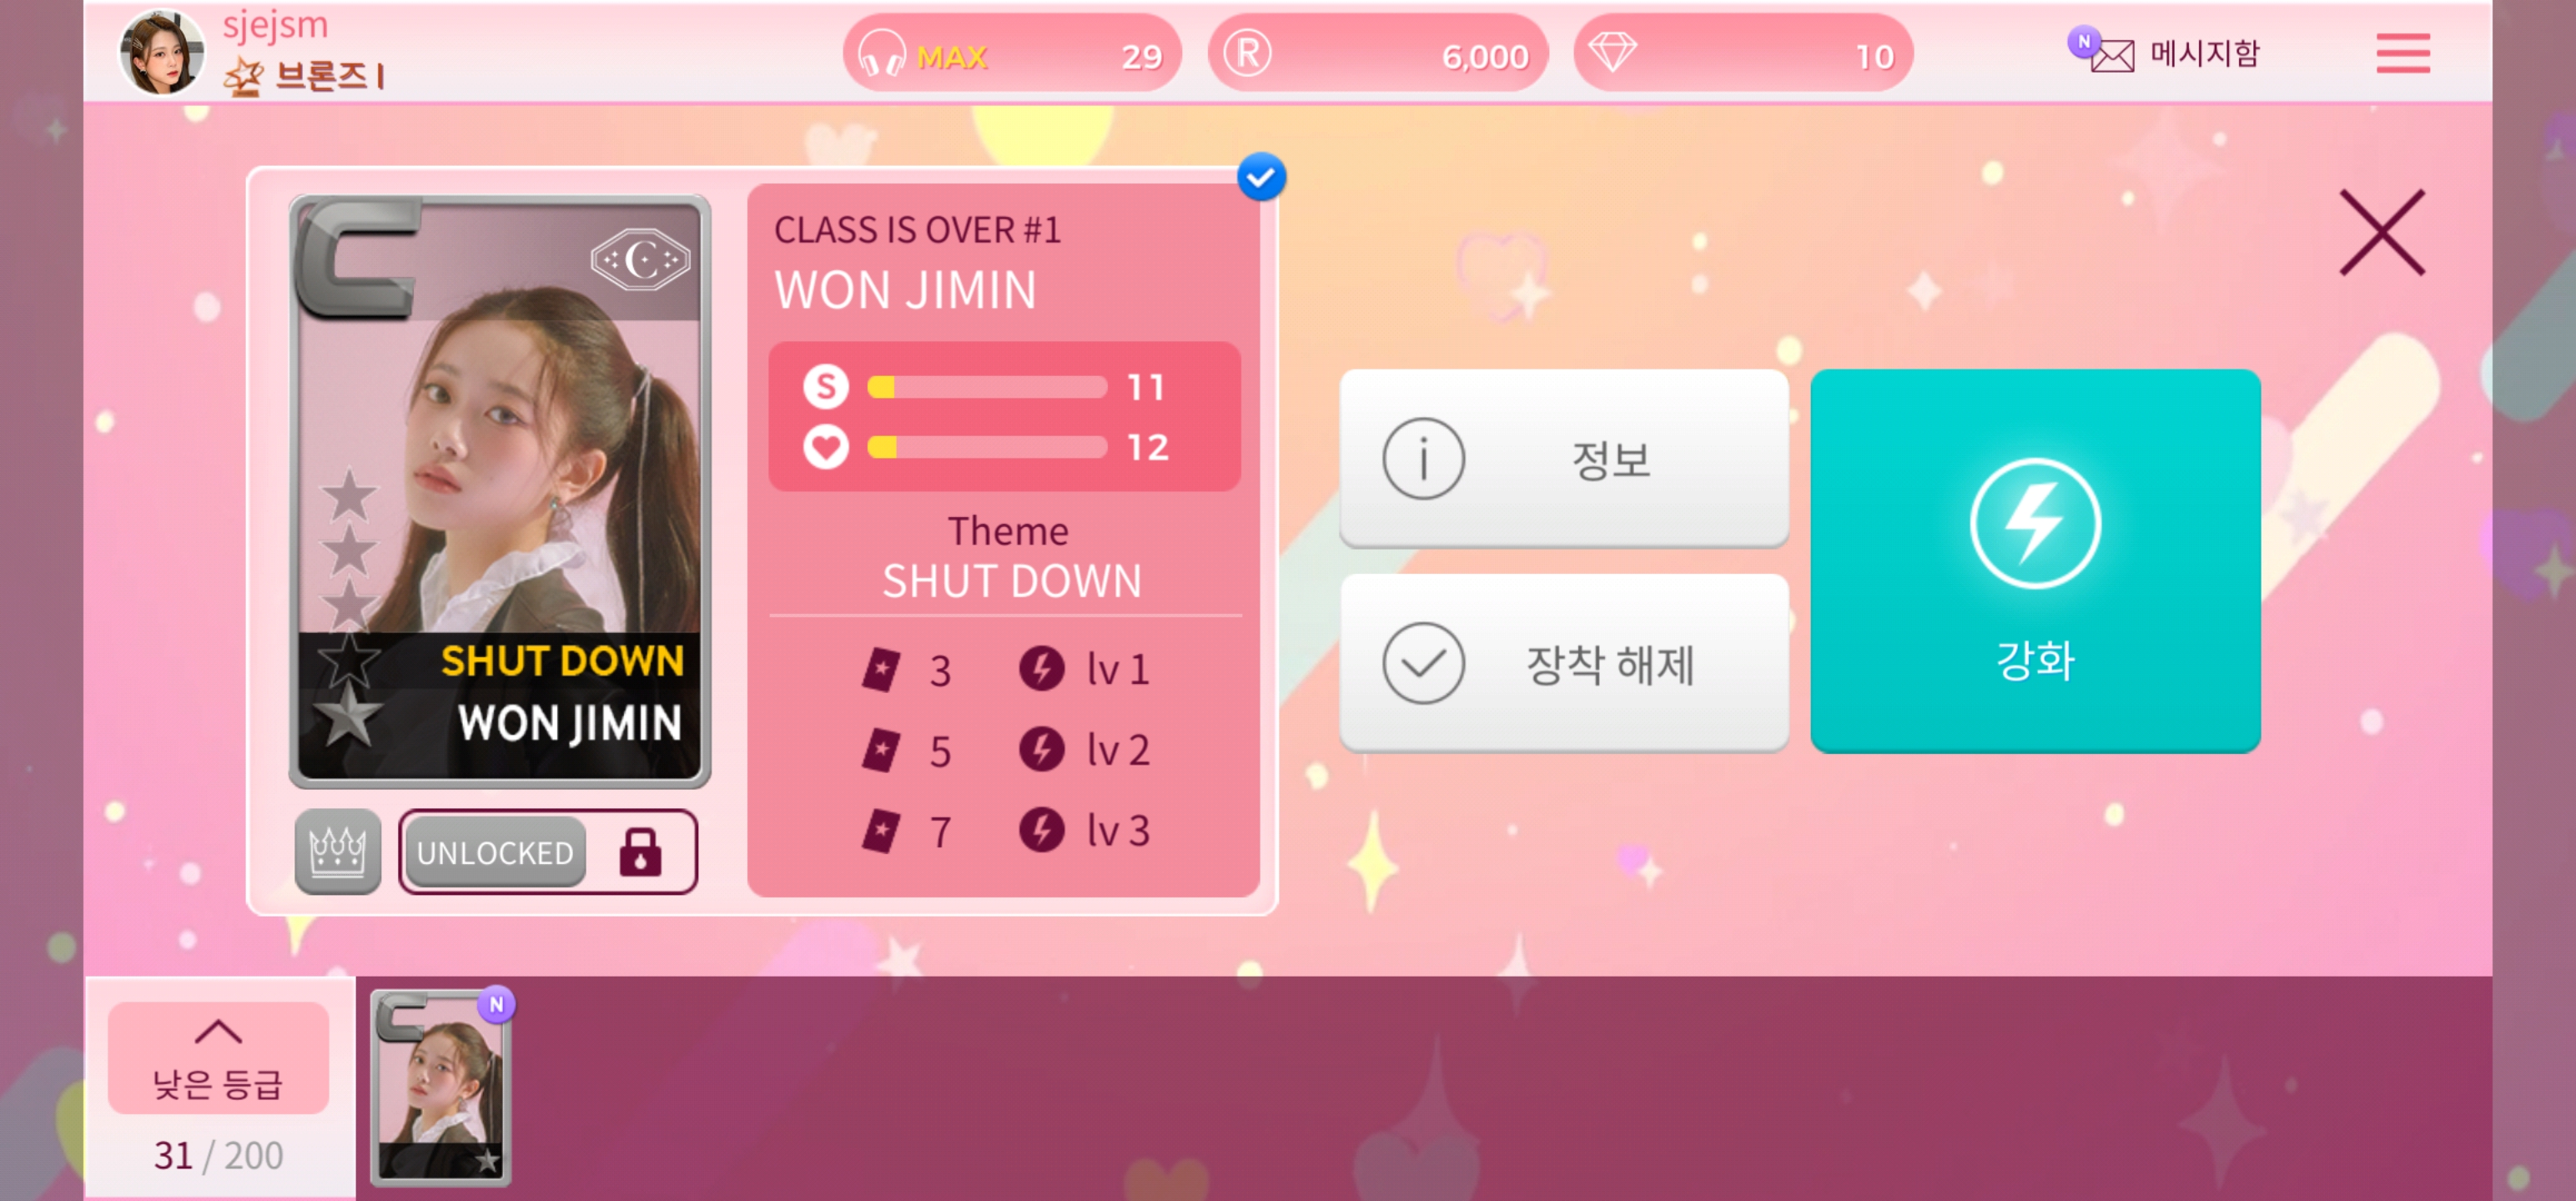 sjejsm
브론즈 I
MAX 29
R 6,000
10
N 메시지함
C
C
SHUT DOWN
WON JIMIN
UNLOCKED
CLASS IS OVER #1
WON JIMIN
S 11
12
Theme
SHUT DOWN
3 lv 1
5 lv 2
7 lv 3
i 정보
장착 해제
강화
낮은 등급
31 / 200
C N